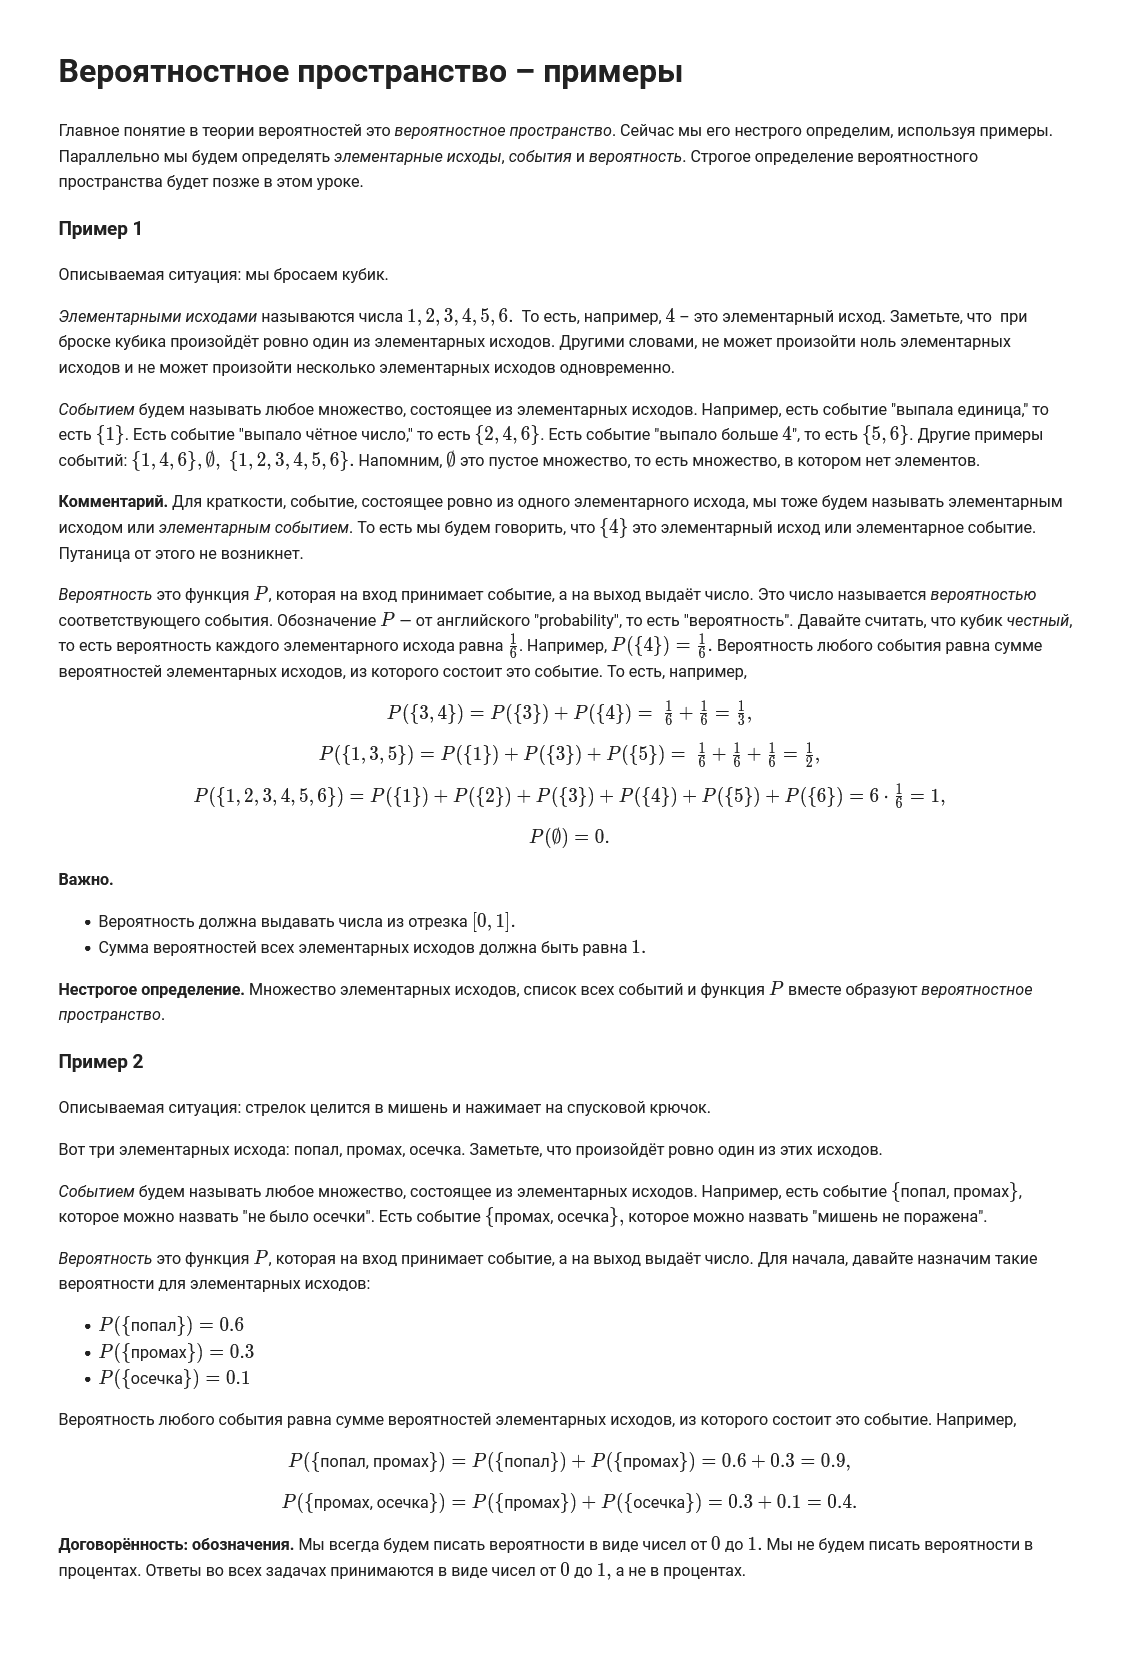 Вероятностное пространство – примеры
Главное понятие в теории вероятностей это вероятностное пространство. Сейчас мы его нестрого определим, используя примеры.
Параллельно мы будем определять элементарные исходы, события и вероятность. Строгое определение вероятностного
пространства будет позже в этом уроке.
Пример 1
Описываемая ситуация: мы бросаем кубик.
Элементарными исходами называются числа 1, 2, 3, 4, 5, 6. То есть, например, 4 – это элементарный исход. Заметьте, что при
броске кубика произойдёт ровно один из элементарных исходов. Другими словами, не может произойти ноль элементарных
исходов и не может произойти несколько элементарных исходов одновременно.
Событием будем называть любое множество, состоящее из элементарных исходов. Например, есть событие "выпала единица," то
есть {1}. Есть событие "выпало чётное число," то есть {2, 4, 6}. Есть событие "выпало больше 4", то есть {5, 6}. Другие примеры
событий: {1, 4, 6}, ∅, {1, 2, 3, 4, 5, 6}. Напомним, ∅ это пустое множество, то есть множество, в котором нет элементов.
Комментарий. Для краткости, событие, состоящее ровно из одного элементарного исхода, мы тоже будем называть элементарным
исходом или элементарным событием. То есть мы будем говорить, что {4} это элементарный исход или элементарное событие.
Путаница от этого не возникнет.
Вероятность это функция P, которая на вход принимает событие, а на выход выдаёт число. Это число называется вероятностью
соответствующего события. Обозначение P – от английского "probability", то есть "вероятность". Давайте считать, что кубик честный,
то есть вероятность каждого элементарного исхода равна 1/6. Например, P({4}) = 1/6. Вероятность любого события равна сумме
вероятностей элементарных исходов, из которого состоит это событие. То есть, например,
P({3, 4}) = P({3}) + P({4}) = 1/6 + 1/6 = 1/3,
P({1, 3, 5}) = P({1}) + P({3}) + P({5}) = 1/6 + 1/6 + 1/6 = 1/2,
P({1, 2, 3, 4, 5, 6}) = P({1}) + P({2}) + P({3}) + P({4}) + P({5}) + P({6}) = 6 · 1/6 = 1,
P(∅) = 0.
Важно.
• Вероятность должна выдавать числа из отрезка [0, 1].
• Сумма вероятностей всех элементарных исходов должна быть равна 1.
Нестрогое определение. Множество элементарных исходов, список всех событий и функция P вместе образуют вероятностное
пространство.
Пример 2
Описываемая ситуация: стрелок целится в мишень и нажимает на спусковой крючок.
Вот три элементарных исхода: попал, промах, осечка. Заметьте, что произойдёт ровно один из этих исходов.
Событием будем называть любое множество, состоящее из элементарных исходов. Например, есть событие {попал, промах},
которое можно назвать "не было осечки". Есть событие {промах, осечка}, которое можно назвать "мишень не поражена".
Вероятность это функция P, которая на вход принимает событие, а на выход выдаёт число. Для начала, давайте назначим такие
вероятности для элементарных исходов:
• P({попал}) = 0.6
• P({промах}) = 0.3
• P({осечка}) = 0.1
Вероятность любого события равна сумме вероятностей элементарных исходов, из которого состоит это событие. Например,
P({попал, промах}) = P({попал}) + P({промах}) = 0.6 + 0.3 = 0.9,
P({промах, осечка}) = P({промах}) + P({осечка}) = 0.3 + 0.1 = 0.4.
Договорённость: обозначения. Мы всегда будем писать вероятности в виде чисел от 0 до 1. Мы не будем писать вероятности в
процентах. Ответы во всех задачах принимаются в виде чисел от 0 до 1, а не в процентах.